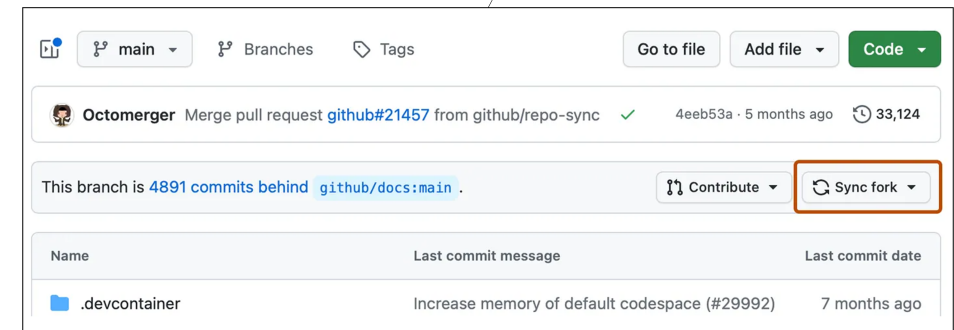 main Branches Tags Go to file Add file Code
Octomerger Merge pull request github#21457 from github/repo-sync 4eeb53a · 5 months ago 33,124
This branch is 4891 commits behind github/docs:main . Contribute Sync fork
Name Last commit message Last commit date
.devcontainer Increase memory of default codespace (#29992) 7 months ago